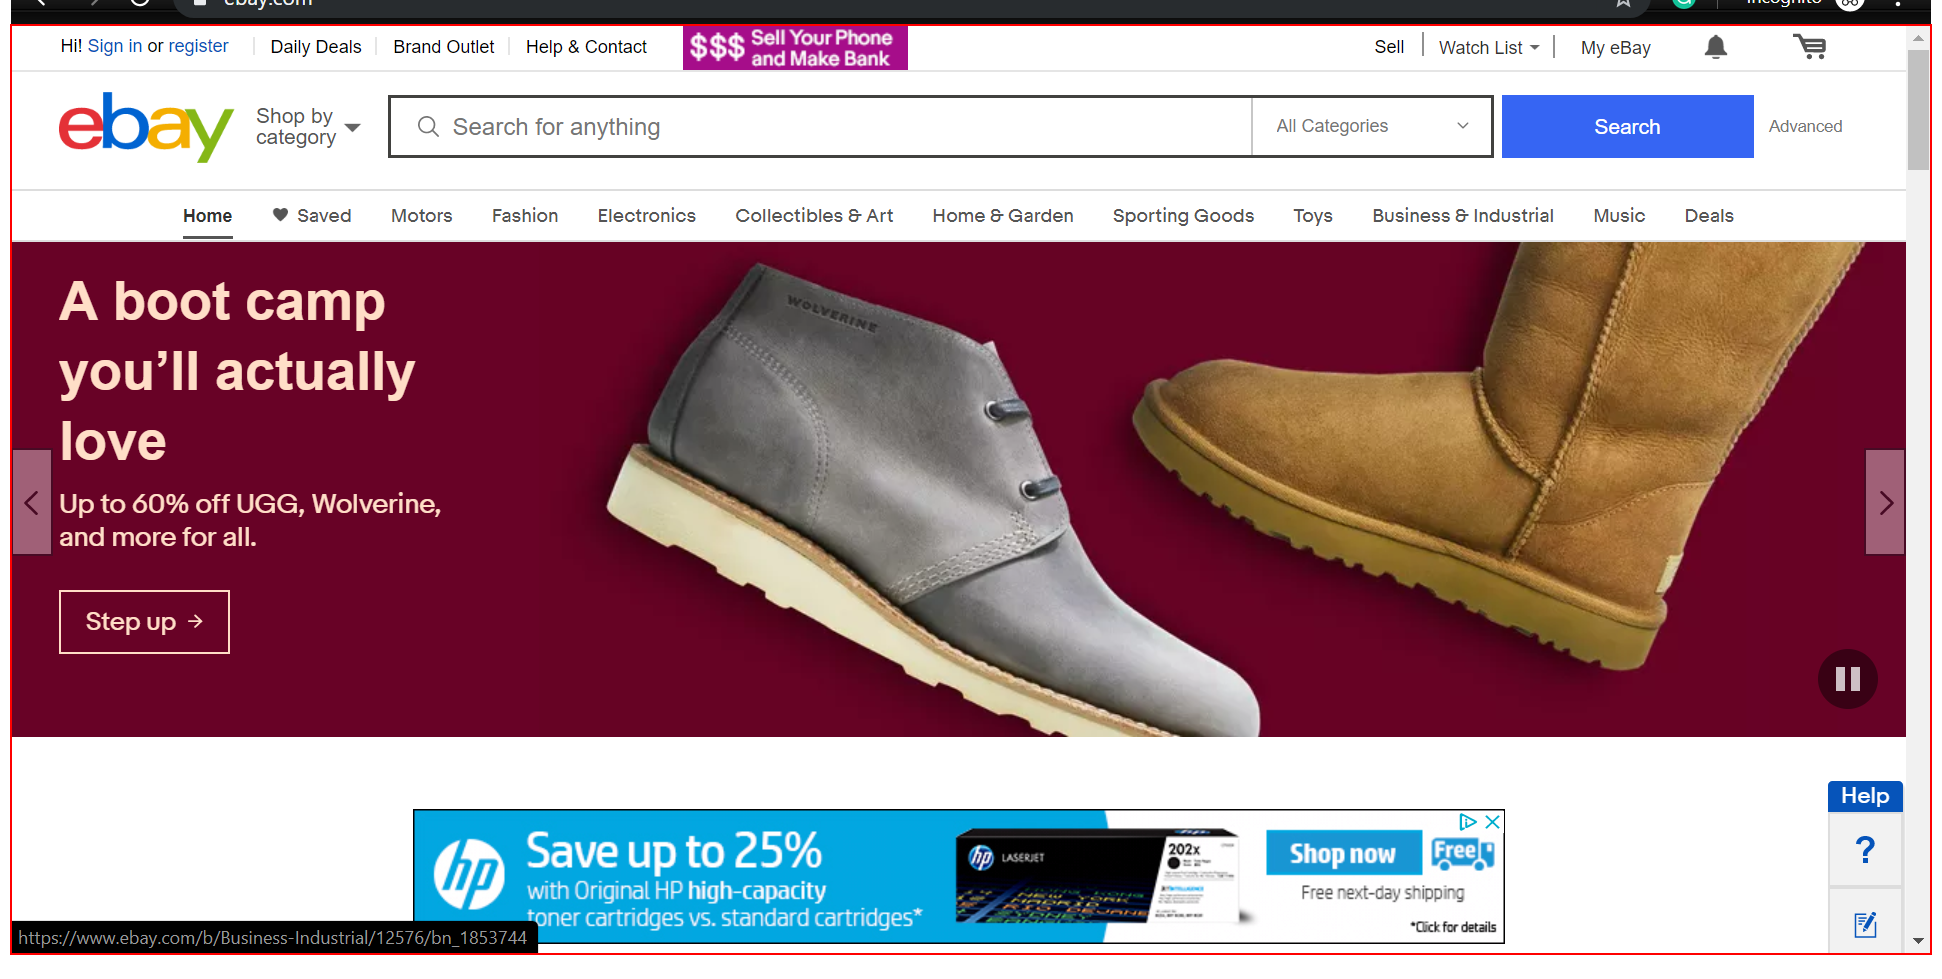 ebay.com
Incognito
Hi! Sign in or register
Daily Deals
Brand Outlet
Help & Contact
$$$ Sell Your Phone
and Make Bank
Sell
Watch List
My eBay
ebay
Shop by
category
Search for anything
All Categories
Search
Advanced
Home
Saved
Motors
Fashion
Electronics
Collectibles & Art
Home & Garden
Sporting Goods
Toys
Business & Industrial
Music
Deals
A boot camp
you’ll actually
love
Up to 60% off UGG, Wolverine,
and more for all.
Step up →
WOLVERINE
Help
?
hp
Save up to 25%
with Original HP high-capacity
toner cartridges vs. standard cartridges*
hp LASERJET
202x
Shop now
Free
Free next-day shipping
*Click for details
https://www.ebay.com/b/Business-Industrial/12576/bn_1853744